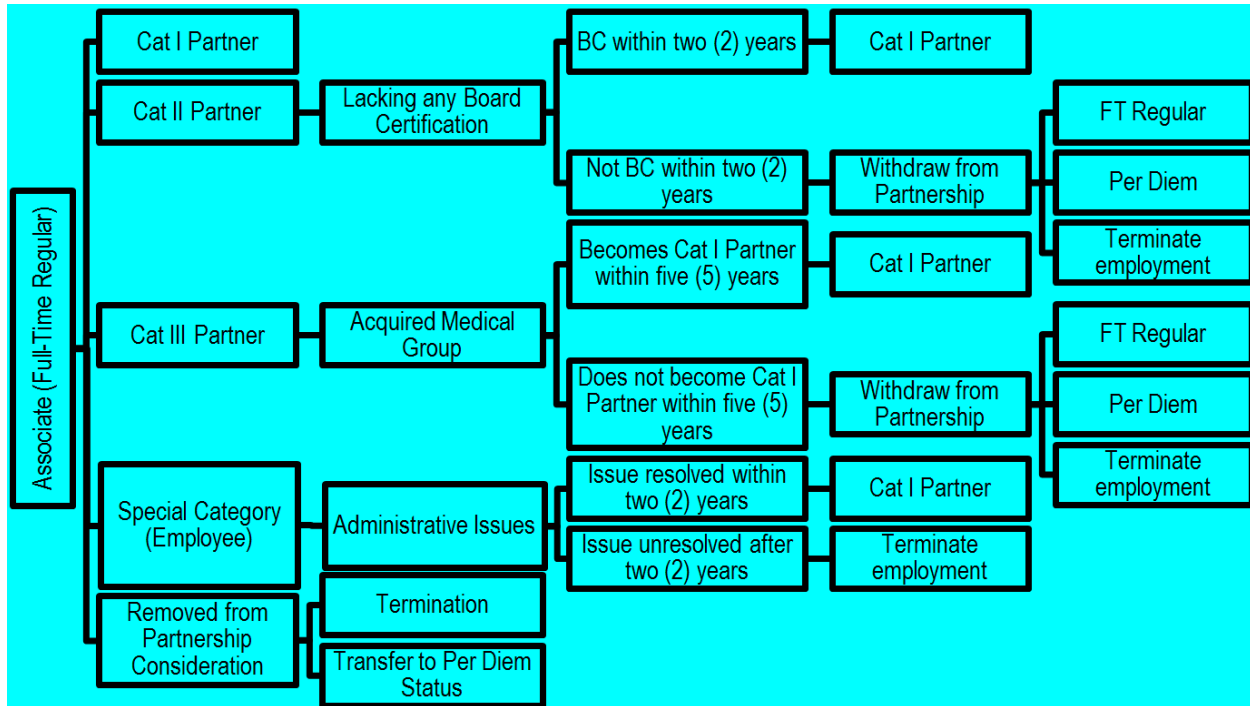 Associate (Full-Time Regular)
Cat I Partner
Cat II Partner
Lacking any Board
Certification
BC within two (2) years
Cat I Partner
Not BC within two (2)
years
Withdraw from
Partnership
FT Regular
Per Diem
Terminate
employment
Cat III Partner
Acquired Medical
Group
Becomes Cat I Partner
within five (5) years
Cat I Partner
Does not become Cat I
Partner within five (5)
years
Withdraw from
Partnership
FT Regular
Per Diem
Terminate
employment
Special Category
(Employee)
Administrative Issues
Issue resolved within
two (2) years
Cat I Partner
Issue unresolved after
two (2) years
Terminate
employment
Removed from
Partnership
Consideration
Termination
Transfer to Per Diem
Status